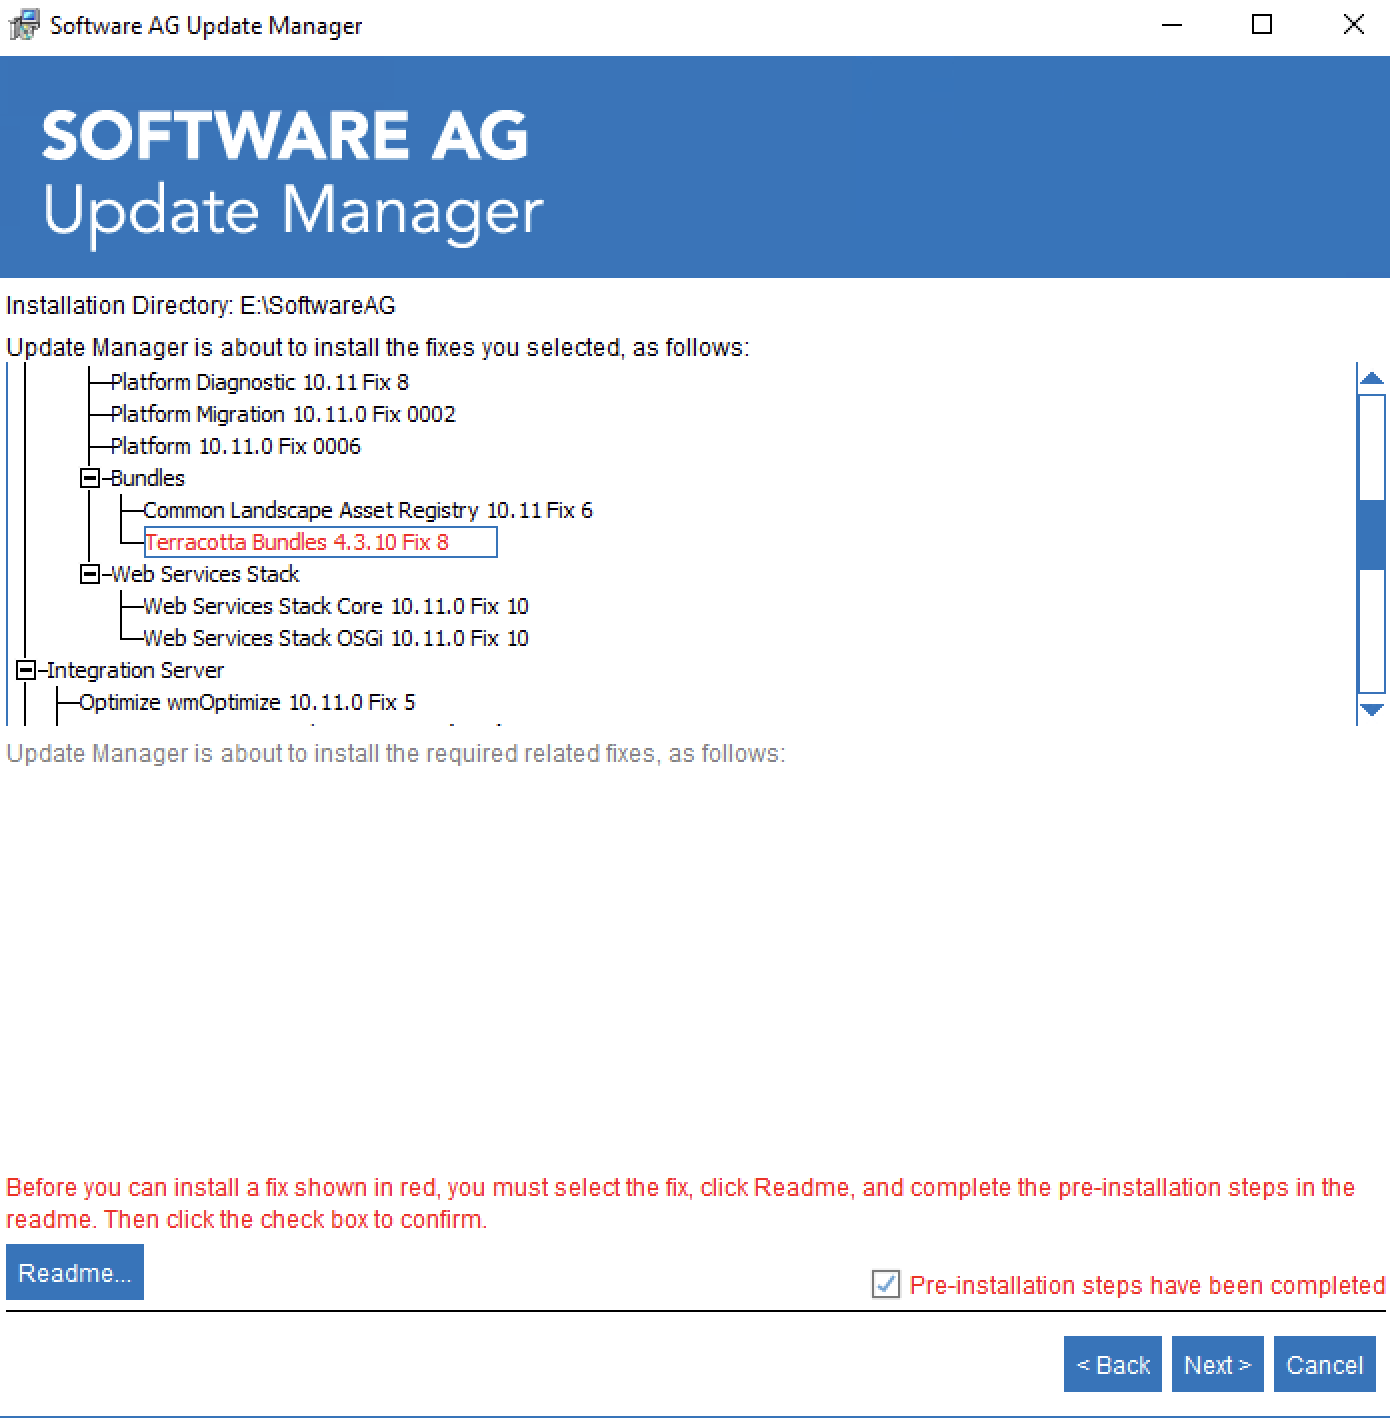 Software AG Update Manager
SOFTWARE AG
Update Manager
Installation Directory: E:\SoftwareAG
Update Manager is about to install the fixes you selected, as follows:
Platform Diagnostic 10.11 Fix 8
Platform Migration 10.11.0 Fix 0002
Platform 10.11.0 Fix 0006
Bundles
Common Landscape Asset Registry 10.11 Fix 6
Terracotta Bundles 4.3.10 Fix 8
Web Services Stack
Web Services Stack Core 10.11.0 Fix 10
Web Services Stack OSGi 10.11.0 Fix 10
Integration Server
Optimize wmOptimize 10.11.0 Fix 5
Update Manager is about to install the required related fixes, as follows:
Before you can install a fix shown in red, you must select the fix, click Readme, and complete the pre-installation steps in the
readme. Then click the check box to confirm.
Readme...
Pre-installation steps have been completed
< Back Next > Cancel